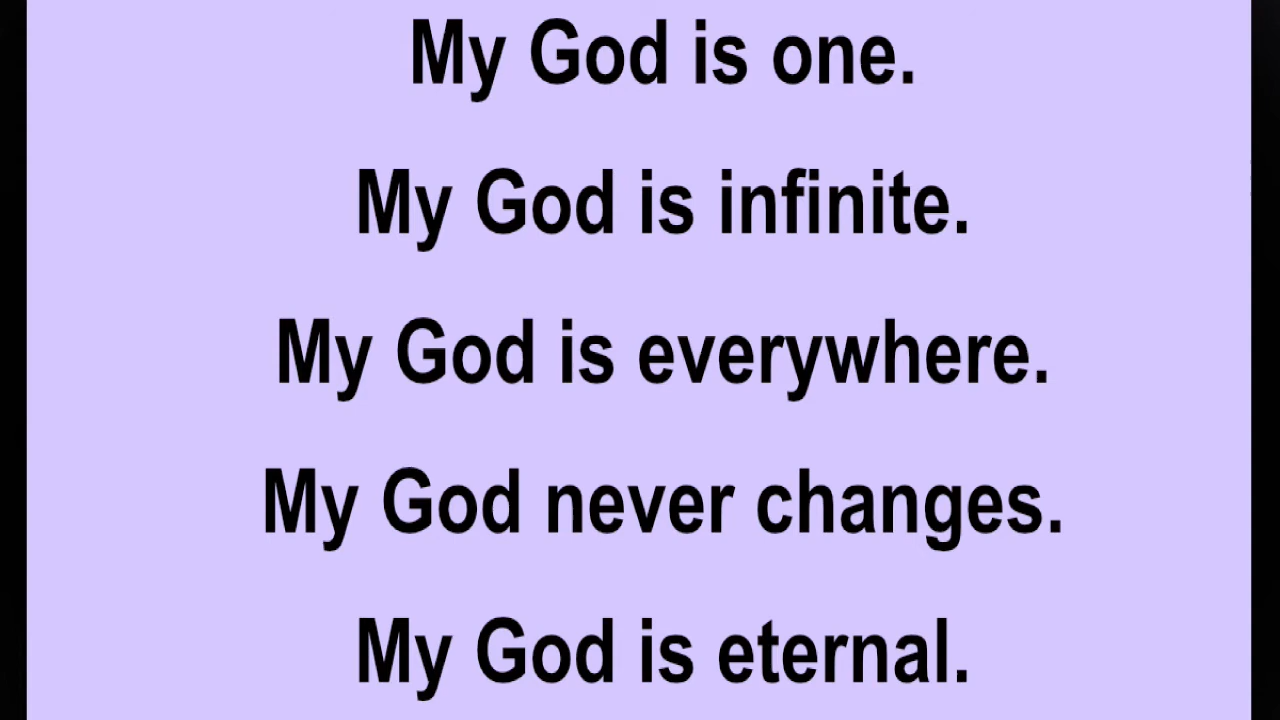 My God is one.
My God is infinite.
My God is everywhere.
My God never changes.
My God is eternal.